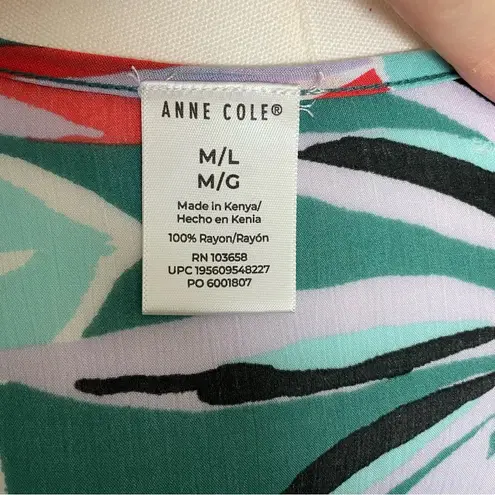 ANNE COLE®
M/L
M/G
Made in Kenya/
Hecho en Kenia
100% Rayon/Rayón
RN 103658
UPC 195609548227
PO 6001807